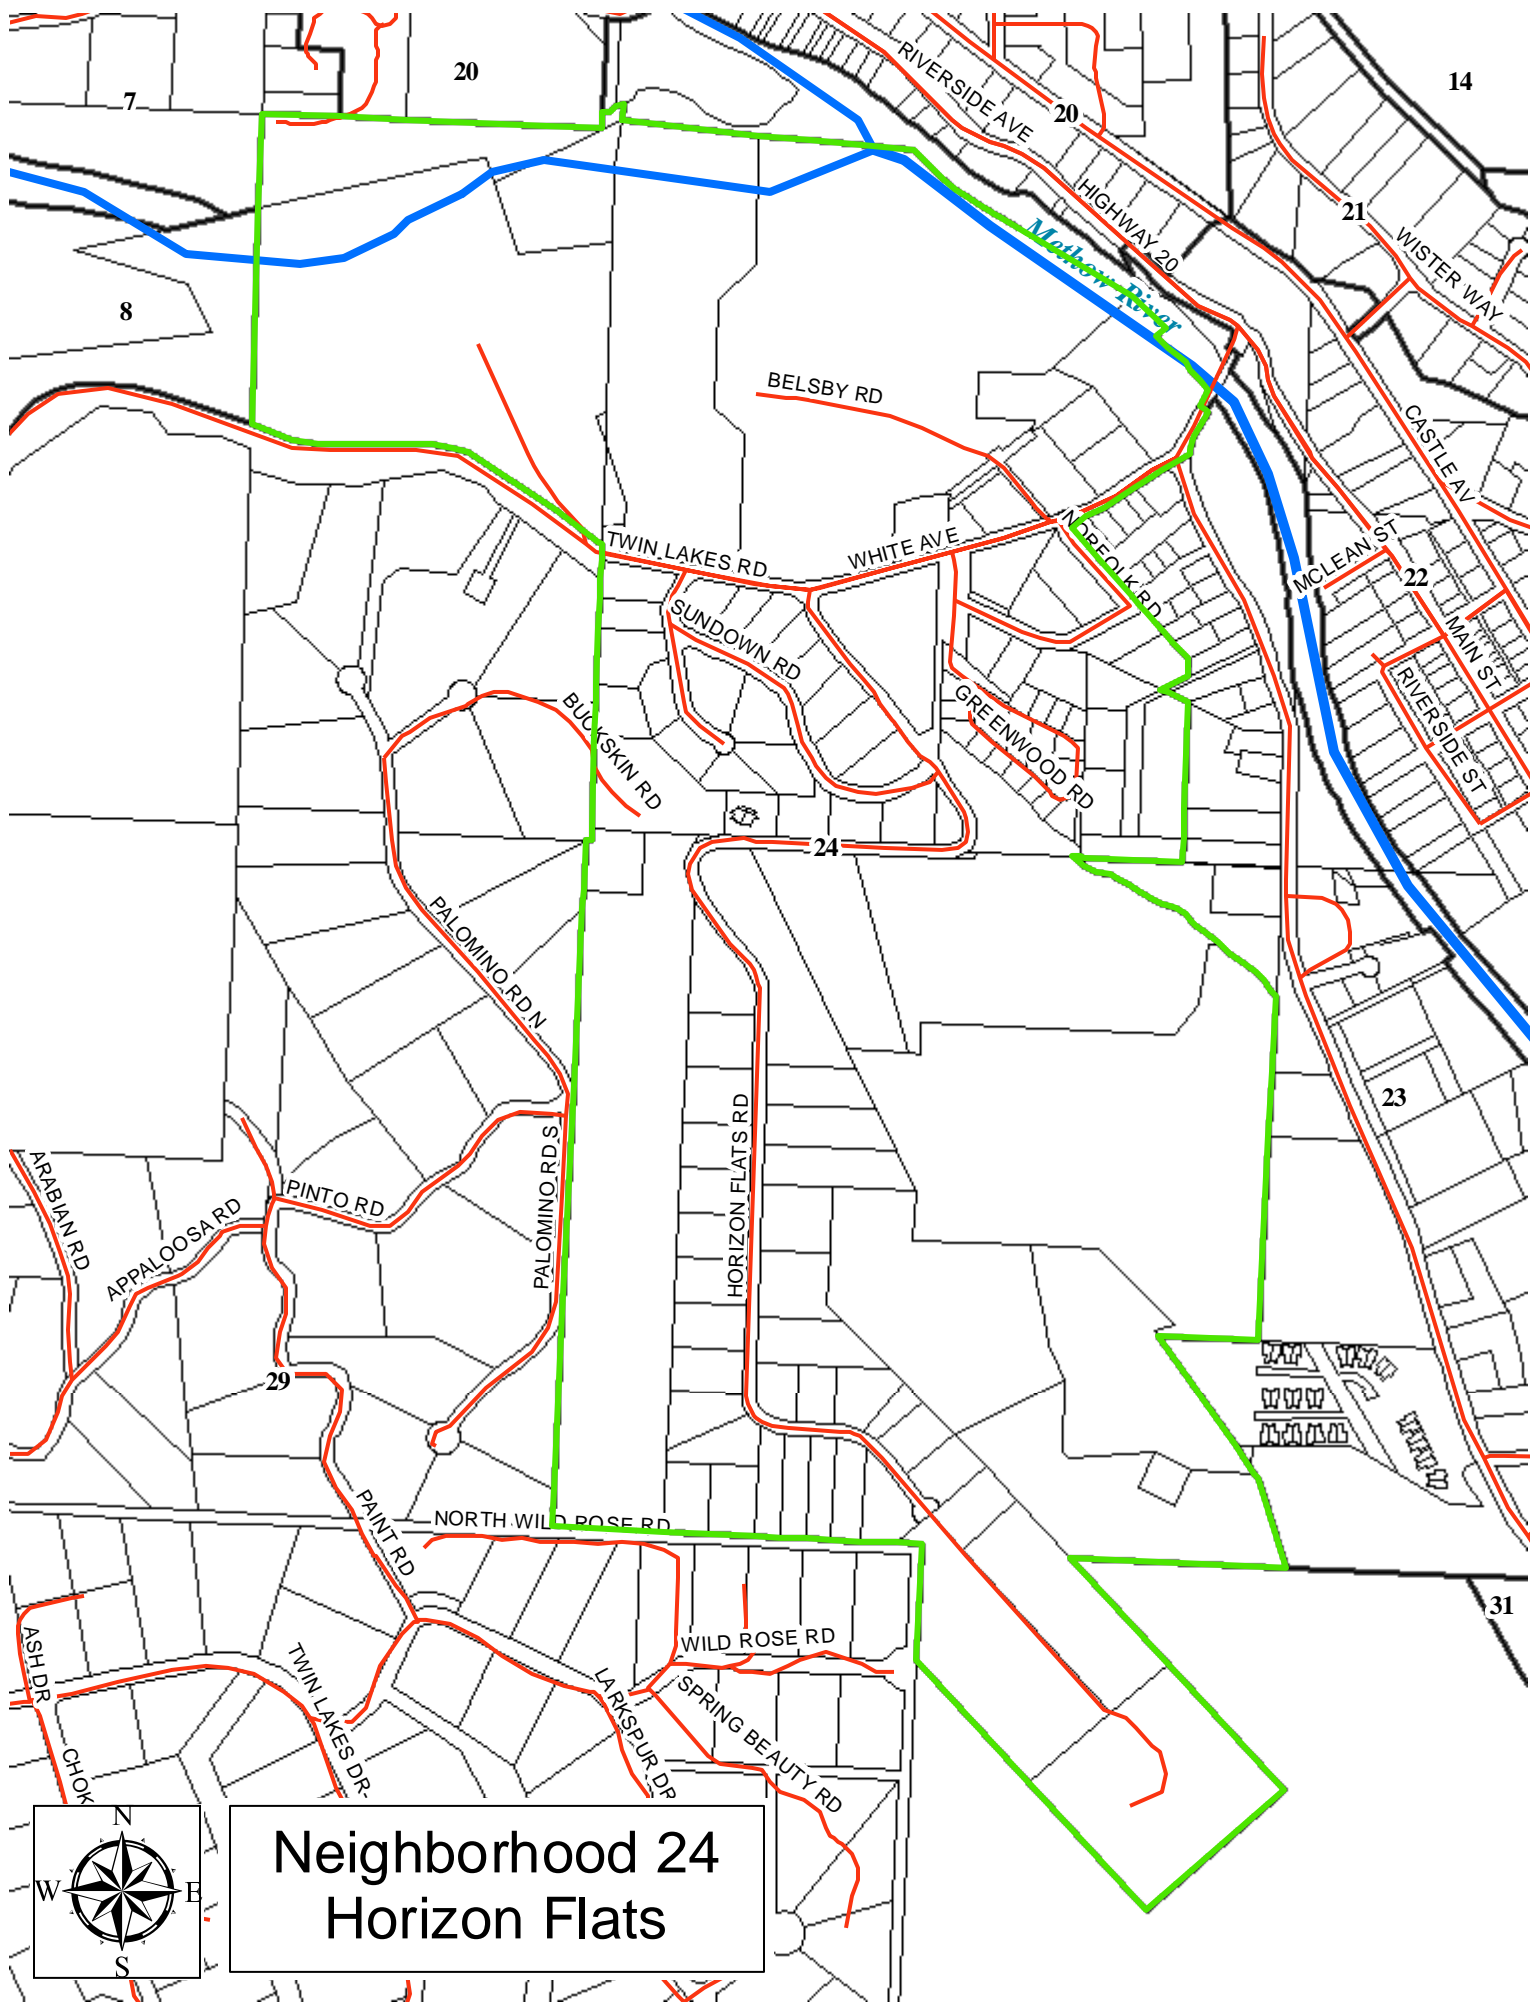 20
14
7
RIVERSIDE AVE
20
21
HIGHWAY 20
WISTER WAY
Methow River
8
BELSBY RD
CASTLE AV
TWIN LAKES RD
WHITE AVE
NORFOLK RD
MCLEAN ST
22
SUNDOWN RD
MAIN ST
RIVERSIDE ST
BUCKSKIN RD
GREENWOOD RD
24
PALOMINO RD N
23
HORIZON FLATS RD
PALOMINO RD S
ARABIAN RD
PINTO RD
APPALOOSA RD
29
PAINT RD
NORTH WILD ROSE RD
31
WILD ROSE RD
ASH DR
TWIN LAKES DR
LARKSPUR DR
SPRING BEAUTY RD
CHOK
N
W E
S
Neighborhood 24
Horizon Flats